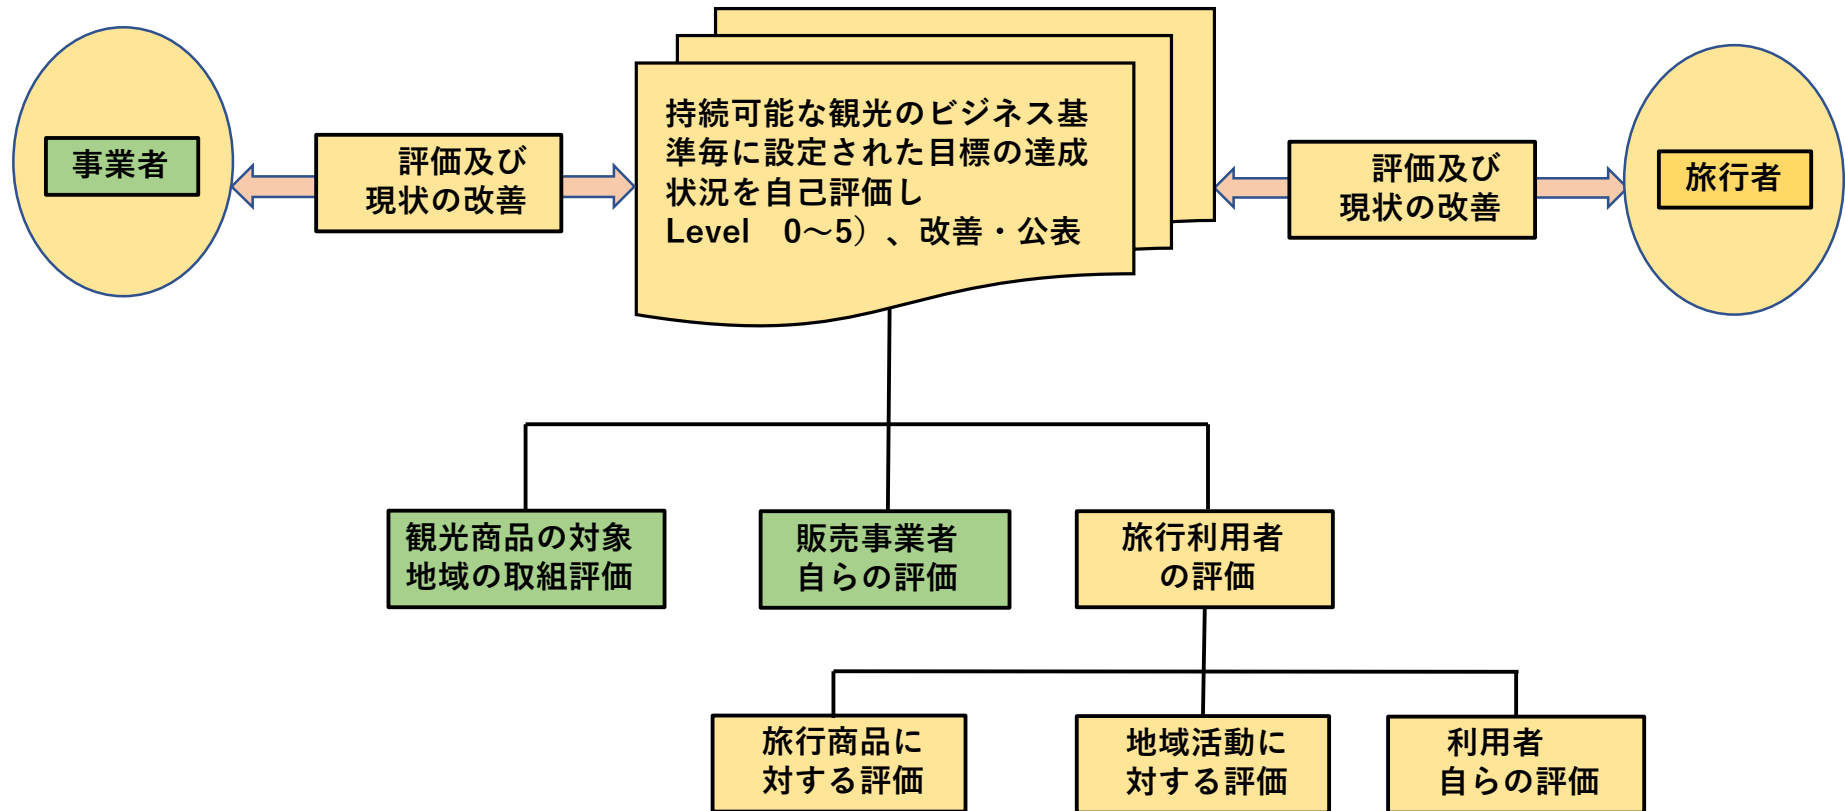 事業者
評価及び
現状の改善
持続可能な観光のビジネス基
準毎に設定された目標の達成
状況を自己評価し
Level　0～5）、改善・公表
評価及び
現状の改善
旅行者
観光商品の対象
地域の取組評価
販売事業者
自らの評価
旅行利用者
の評価
旅行商品に
対する評価
地域活動に
対する評価
利用者
自らの評価